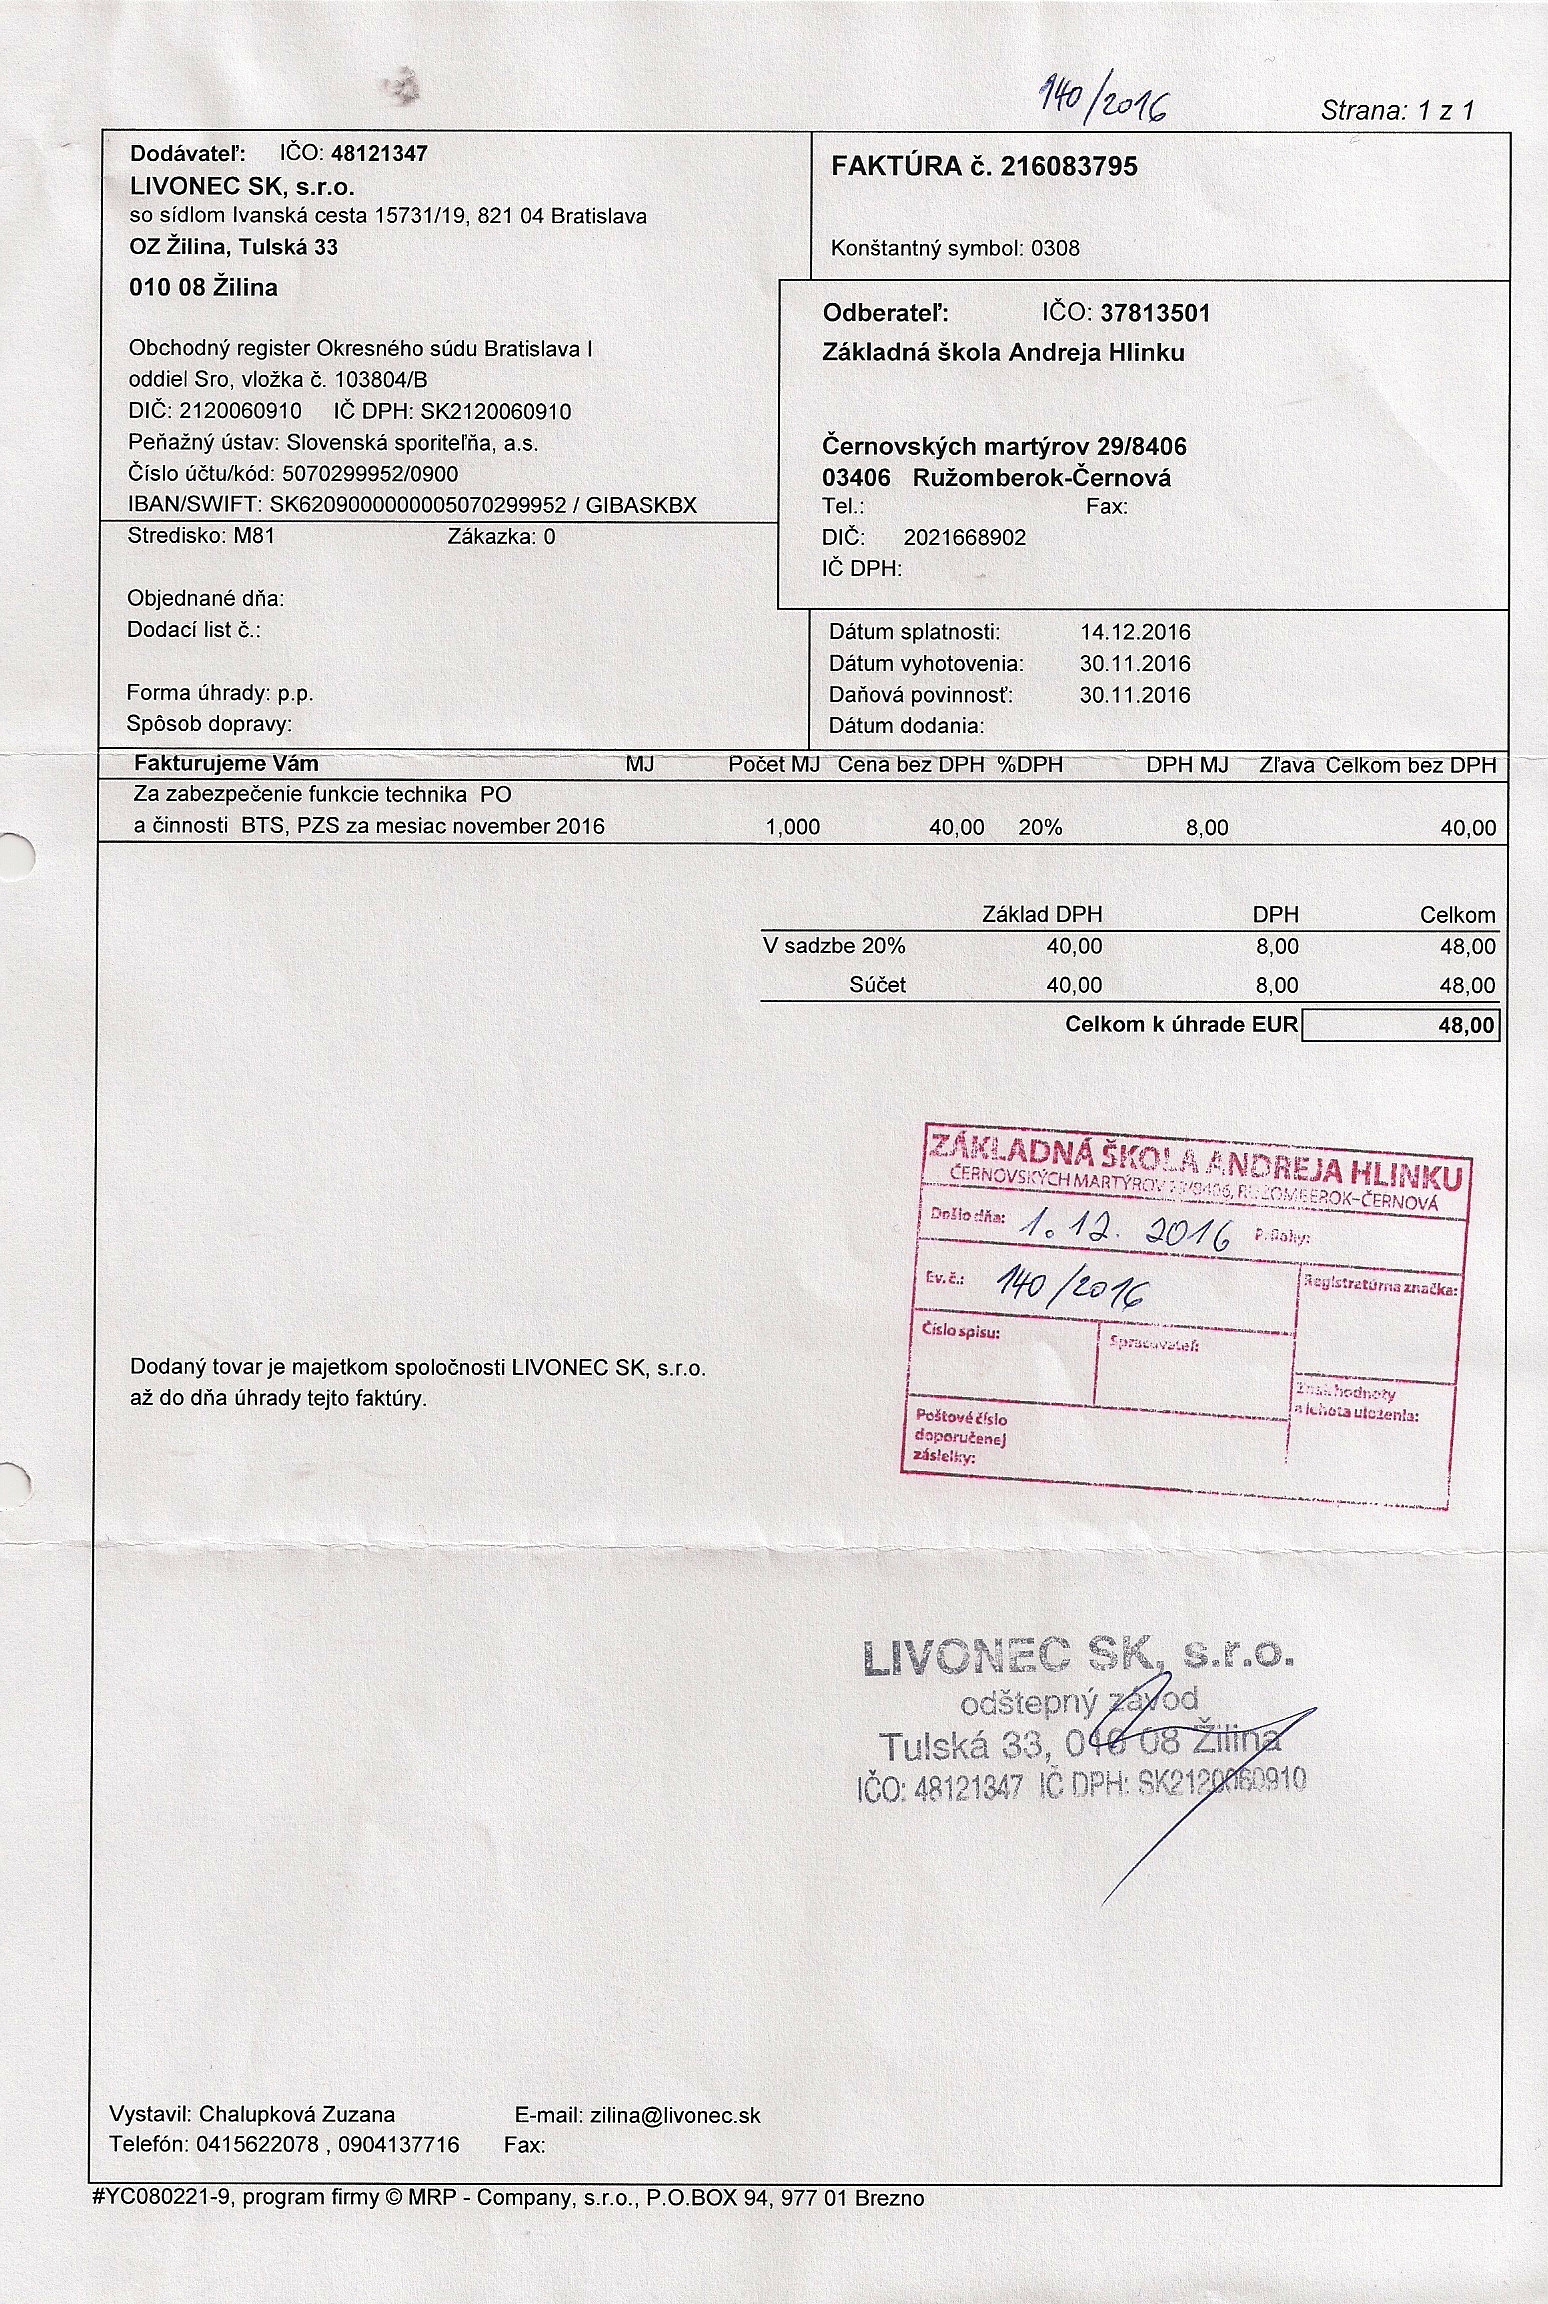 140/2016
Strana: 1 z 1
Dodávateľ: IČO: 48121347
LIVONEC SK, s.r.o.
so sídlom Ivanská cesta 15731/19, 821 04 Bratislava
OZ Žilina, Tulská 33
010 08 Žilina
Obchodný register Okresného súdu Bratislava I
oddiel Sro, vložka č. 103804/B
DIČ: 2120060910 IČ DPH: SK2120060910
Peňažný ústav: Slovenská sporiteľňa, a.s.
Číslo účtu/kód: 5070299952/0900
IBAN/SWIFT: SK6209000000005070299952 / GIBASKBX
FAKTÚRA č. 216083795
Konštantný symbol: 0308
Odberateľ: IČO: 37813501
Základná škola Andreja Hlinku
Černovských martýrov 29/8406
03406 Ružomberok-Černová
Tel.: Fax:
DIČ: 2021668902
IČ DPH:
Stredisko: M81 Zákazka: 0
Objednané dňa:
Dodací list č.:
Forma úhrady: p.p.
Spôsob dopravy:
Dátum splatnosti: 14.12.2016
Dátum vyhotovenia: 30.11.2016
Daňová povinnosť: 30.11.2016
Dátum dodania:
Fakturujeme Vám MJ Počet MJ Cena bez DPH %DPH DPH MJ Zľava Celkom bez DPH
Za zabezpečenie funkcie technika PO
a činnosti BTS, PZS za mesiac november 2016 1,000 40,00 20% 8,00 40,00
Základ DPH DPH Celkom
V sadzbe 20% 40,00 8,00 48,00
Súčet 40,00 8,00 48,00
Celkom k úhrade EUR 48,00
ZÁKLADNÁ ŠKOLA ANDREJA HLINKU
ČERNOVSKÝCH MARTÝROV 29/8406, RUŽOMBEROK-ČERNOVÁ
Došlo dňa: 1. 12. 2016 Prílohy:
Ev. č.: 140/2016 Registratúrna značka:
Číslo spisu: Spracovateľ:
Znak hodnoty
a lehota uloženia:
Poštové číslo
doporučenej
zásielky:
Dodaný tovar je majetkom spoločnosti LIVONEC SK, s.r.o.
až do dňa úhrady tejto faktúry.
LIVONEC SK, s.r.o.
odštepný závod
Tulská 33, 010 08 Žilina
IČO: 48121347 IČ DPH: SK2120060910
Vystavil: Chalupková Zuzana E-mail: zilina@livonec.sk
Telefón: 0415622078 , 0904137716 Fax:
#YC080221-9, program firmy © MRP - Company, s.r.o., P.O.BOX 94, 977 01 Brezno